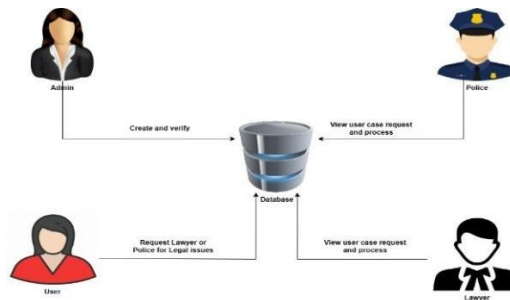 Admin
Police
Create and verify
View user case request
and process
Database
Request Lawyer or
Police for Legal issues
View user case request
and process
User
Lawyer